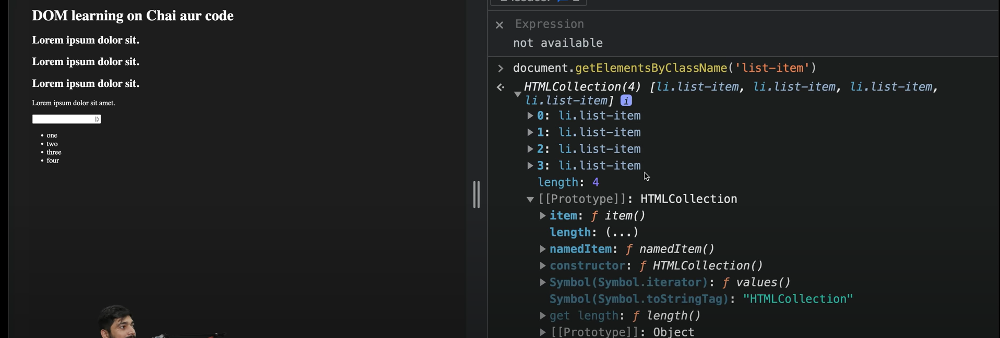 DOM learning on Chai aur code
Lorem ipsum dolor sit.
Lorem ipsum dolor sit.
Lorem ipsum dolor sit.
Lorem ipsum dolor sit amet.
• one
• two
• three
• four
Expression
not available
document.getElementsByClassName('list-item')
HTMLCollection(4) [li.list-item, li.list-item, li.list-item,
li.list-item] i
0: li.list-item
1: li.list-item
2: li.list-item
3: li.list-item
length: 4
[[Prototype]]: HTMLCollection
item: ƒ item()
length: (...)
namedItem: ƒ namedItem()
constructor: ƒ HTMLCollection()
Symbol(Symbol.iterator): ƒ values()
Symbol(Symbol.toStringTag): "HTMLCollection"
get length: ƒ length()
[[Prototype]]: Object